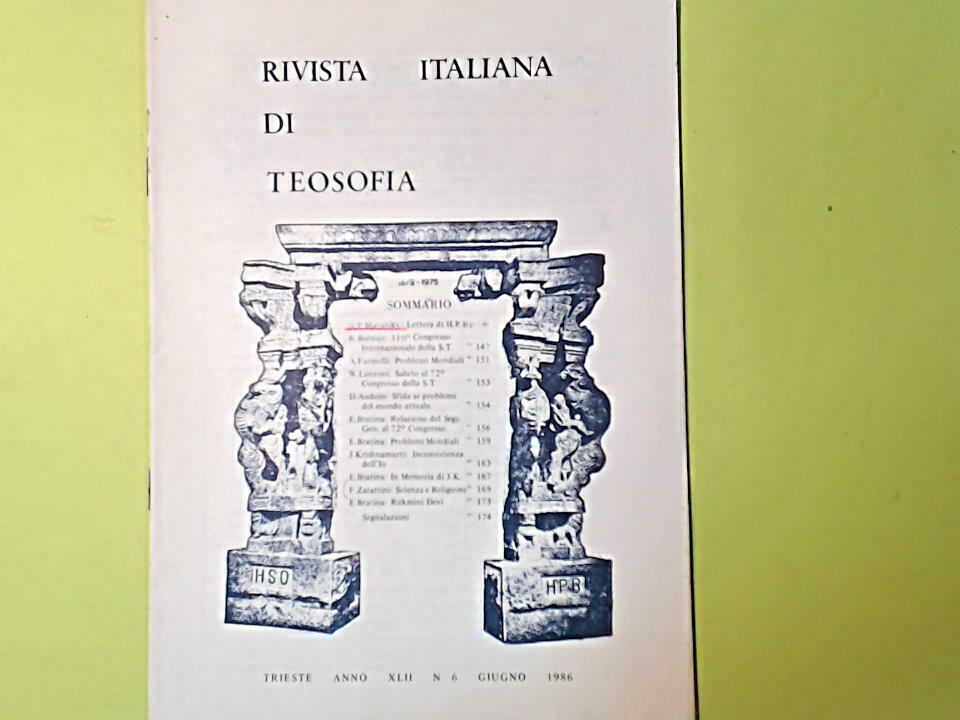 RIVISTA ITALIANA
DI
TEOSOFIA
1875-1975
SOMMARIO
H.P.Blavatsky: Lettera di H.P.B.
R.Burnier: 110° Congresso
Internazionale della S.T. " 147
A.Farinelli: Problemi Mondiali " 151
W.Lanzoni: Saluto al 72°
Congresso della S.T. " 153
D.Audoin: Sfida ai problemi
del mondo attuale " 154
E.Bratina: Relazione del Segr.
Gen. al 72° Congresso " 156
E.Bratina: Problemi Mondiali " 159
J.Krishnamurti: Inconsistenza
dell'Io " 163
E.Bratina: In Memoria di J.K. " 167
F.Zarattini: Scienza e Religione " 169
E.Bratina: Rukmini Devi " 173
Segnalazioni " 174
HSO
HPB
TRIESTE ANNO XLII N. 6 GIUGNO 1986